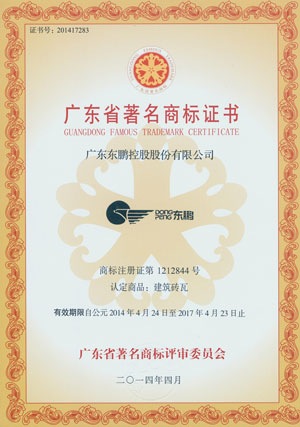 证书号：201417283
广东省著名商标证书
GUANGDONG FAMOUS TRADEMARK CERTIFICATE
广东东鹏控股股份有限公司
DONG PENG 东鹏
商标注册证第 1212844 号
认定商品：建筑砖瓦
有效期限自公元 2014 年 4 月 24 日至 2017 年 4 月 23 日止
广东省著名商标评审委员会
二〇一四年四月